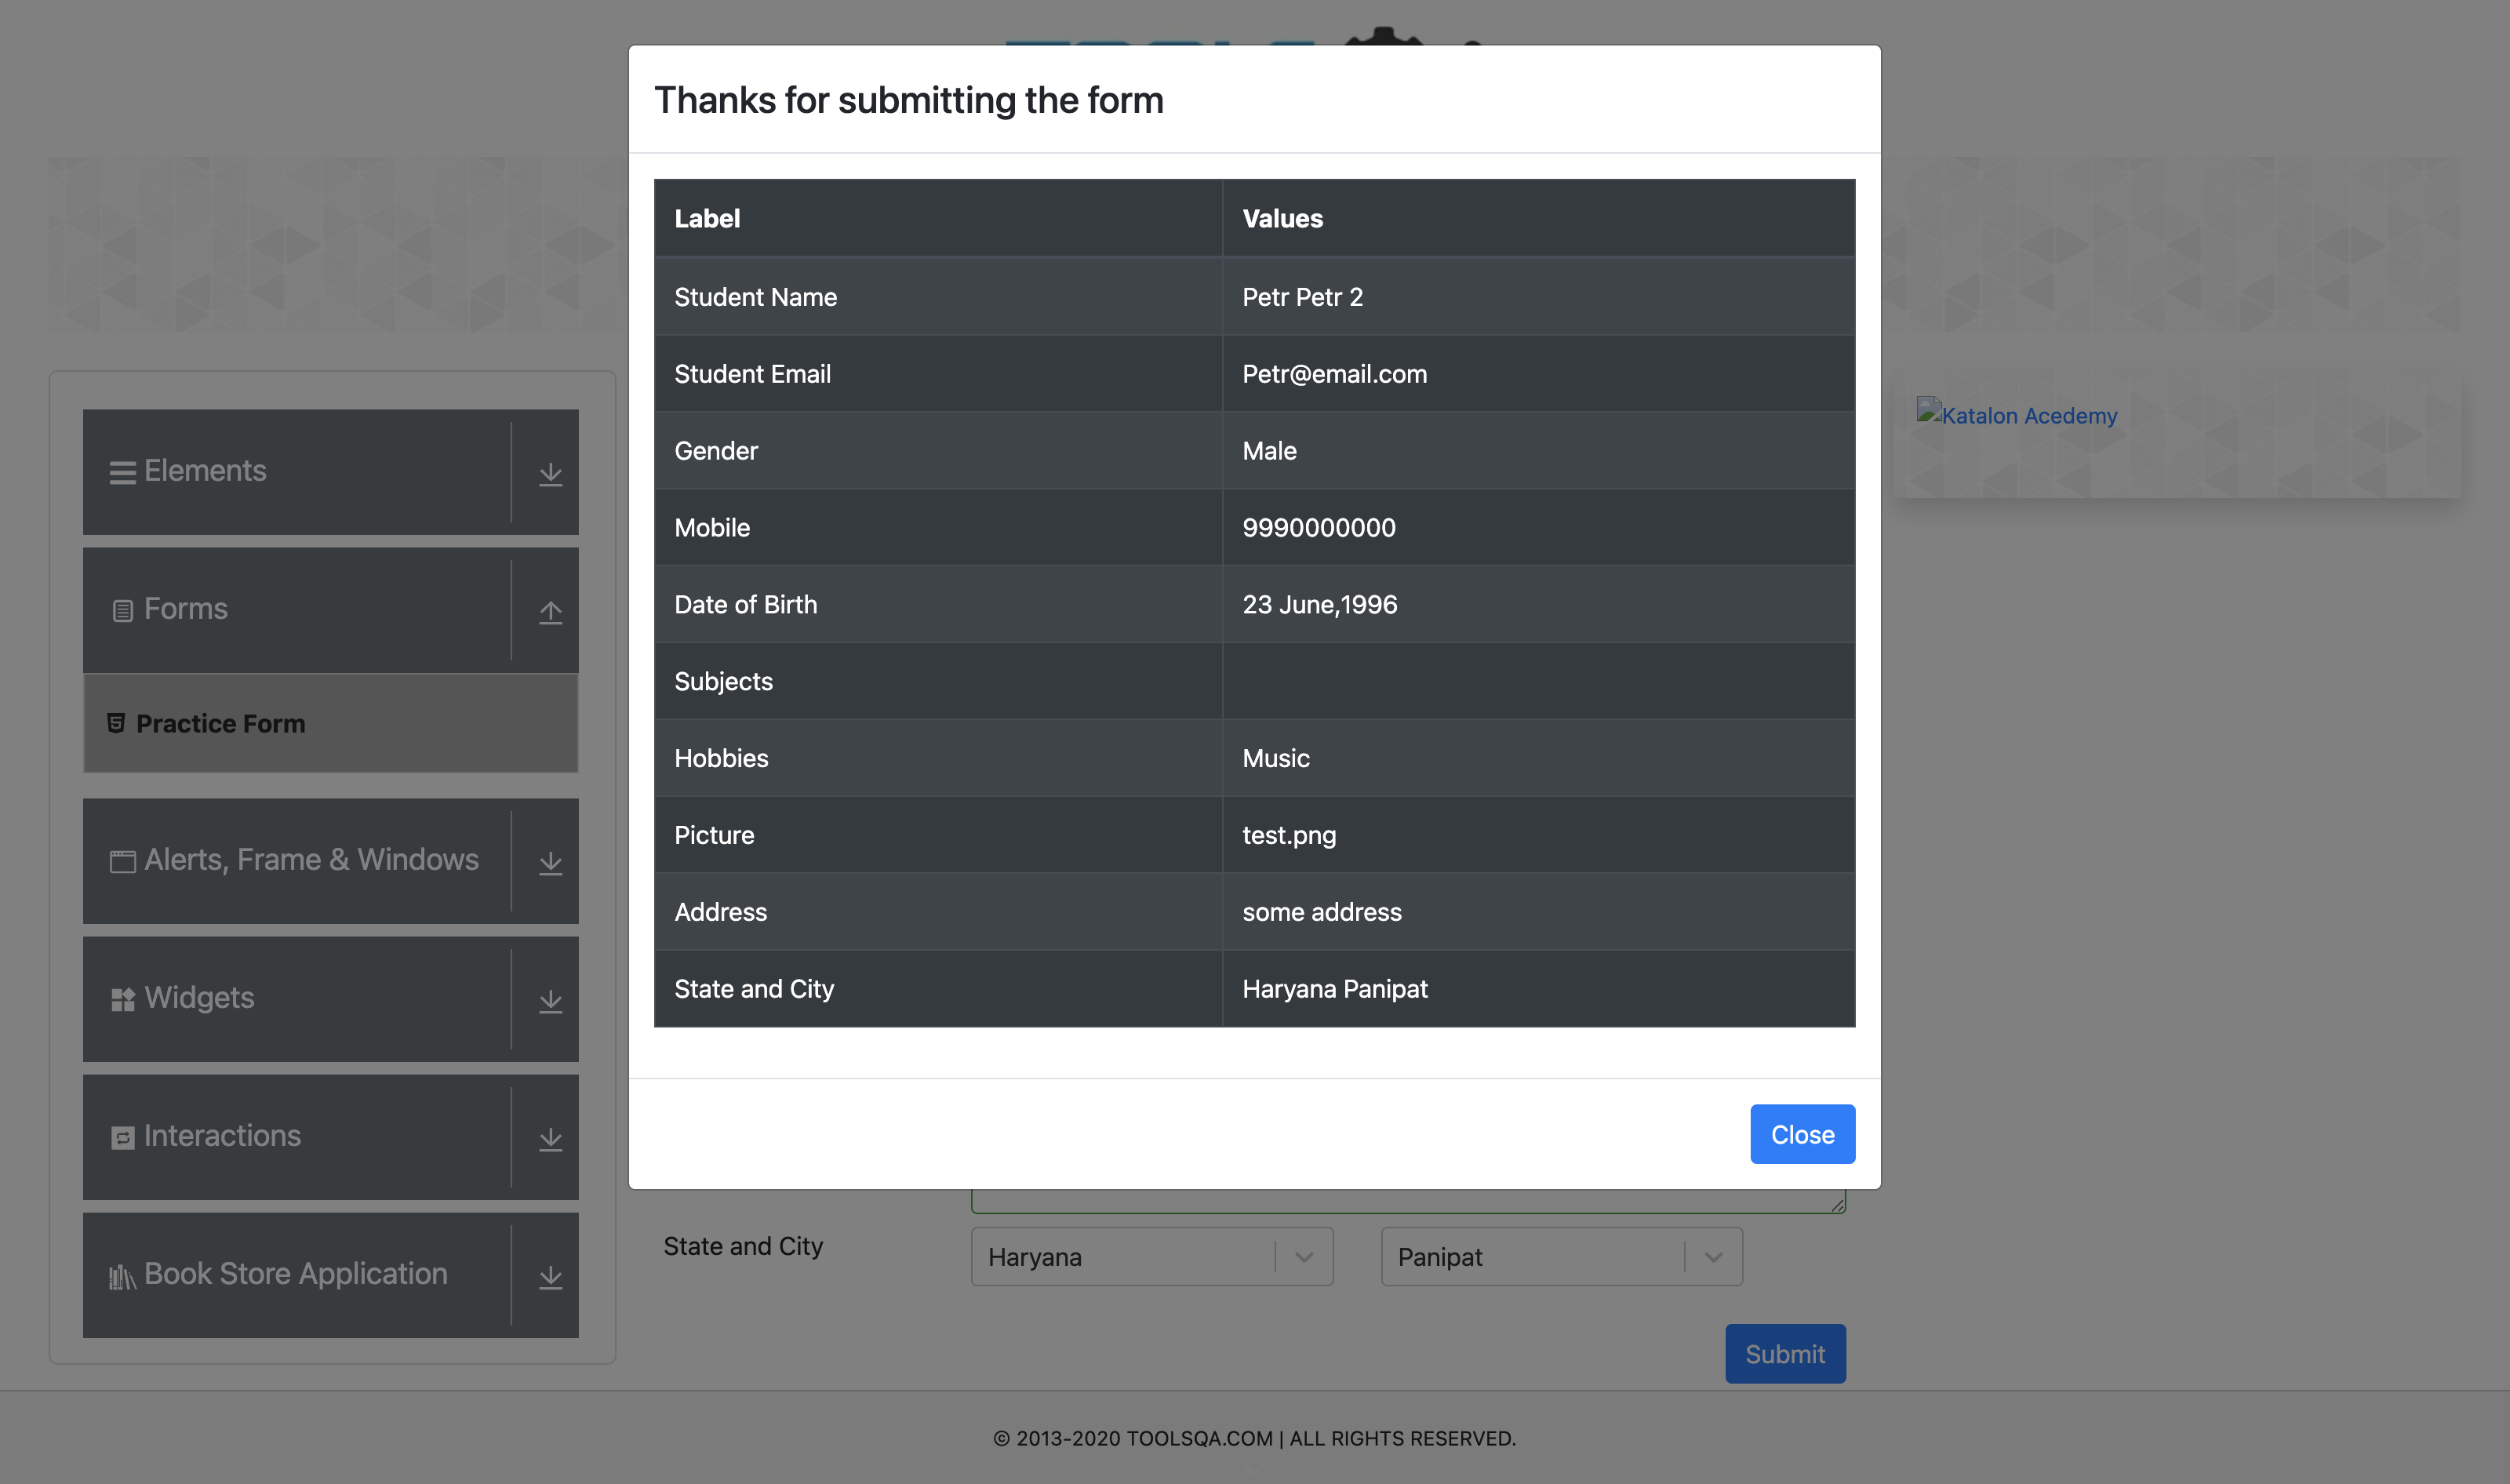 Thanks for submitting the form
Label Values
Student Name Petr Petr 2
Student Email Petr@email.com
Gender Male
Mobile 9990000000
Date of Birth 23 June,1996
Subjects
Hobbies Music
Picture test.png
Address some address
State and City Haryana Panipat
Close
Elements
Forms
Practice Form
Alerts, Frame & Windows
Widgets
Interactions
Book Store Application
Katalon Acedemy
State and City Haryana Panipat
Submit
© 2013-2020 TOOLSQA.COM | ALL RIGHTS RESERVED.